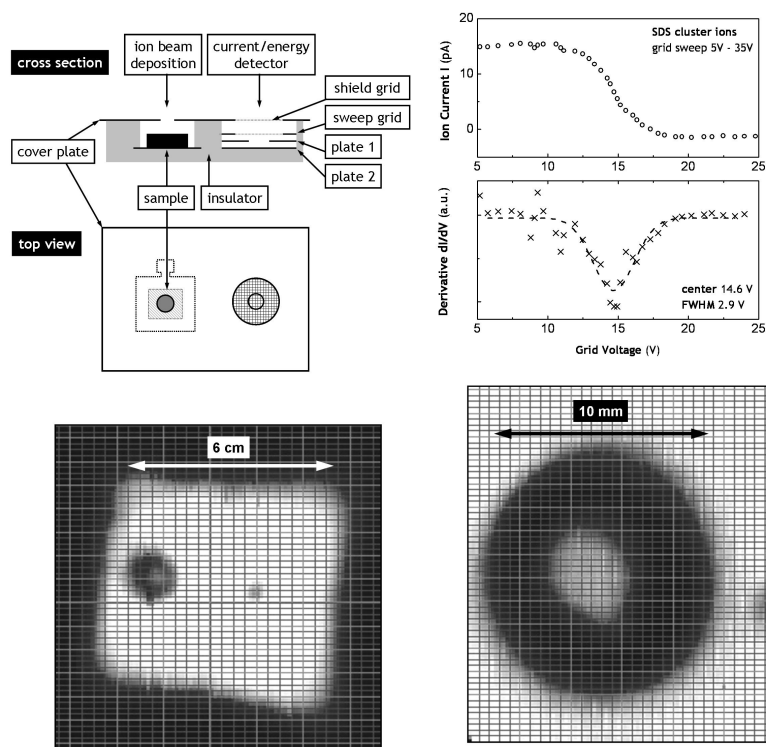 cross section
ion beam
deposition
current/energy
detector
shield grid
sweep grid
plate 1
plate 2
cover plate
sample
insulator
top view
20
10
0
Ion Current I (pA)
SDS cluster ions
grid sweep 5V - 35V
5
10
15
20
25
Derivative dI/dV (a.u.)
center 14.6 V
FWHM 2.9 V
5
10
15
20
25
Grid Voltage (V)
6 cm
10 mm